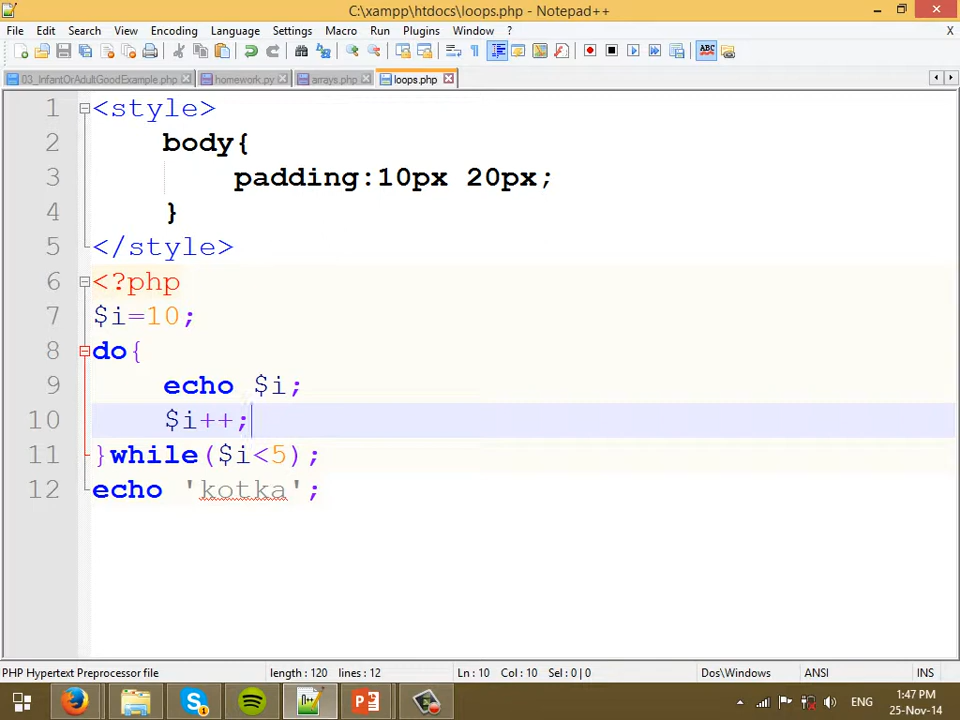 C:\xampp\htdocs\loops.php - Notepad++
File Edit Search View Encoding Language Settings Macro Run Plugins Window ? X
03_InfantOrAdultGoodExample.php homework.py arrays.php loops.php
1 <style>
2 body{
3 padding:10px 20px;
4 }
5 </style>
6 <?php
7 $i=10;
8 do{
9 echo $i;
10 $i++;
11 }while($i<5);
12 echo 'kotka';
PHP Hypertext Preprocessor file length : 120 lines : 12 Ln : 10 Col : 10 Sel : 0 | 0 Dos\Windows ANSI INS
ENG 1:47 PM
25-Nov-14